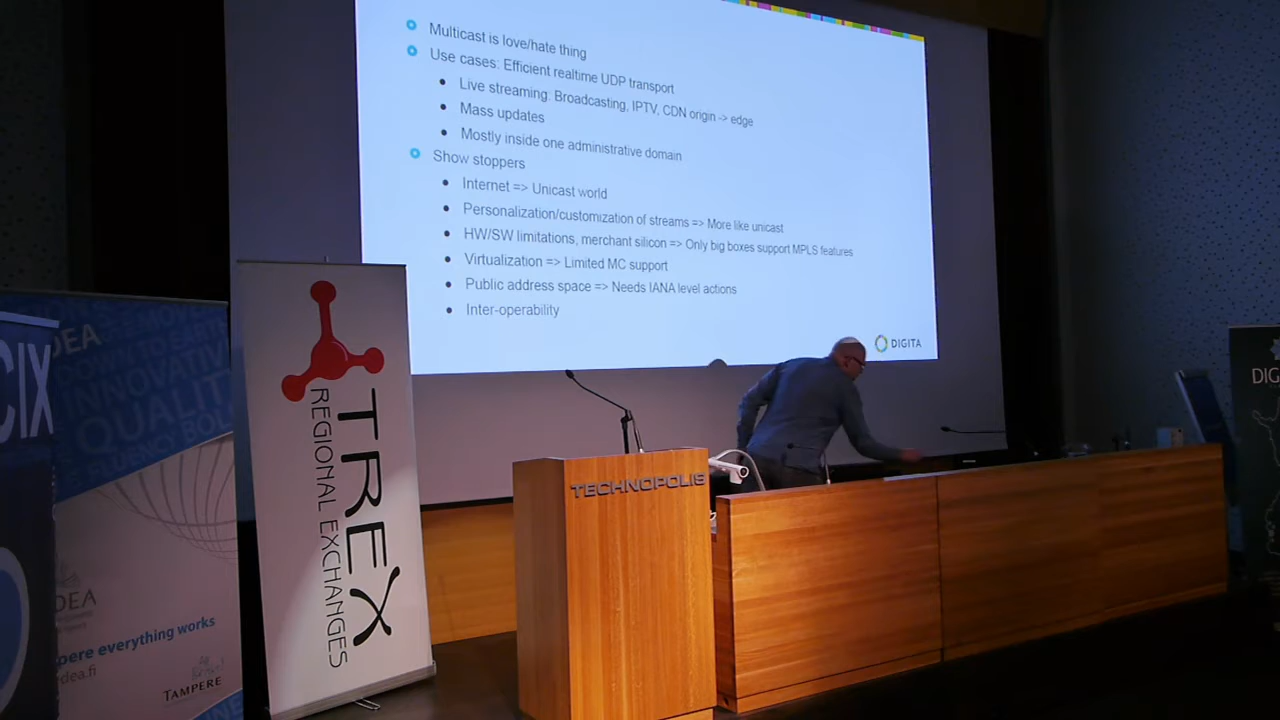 Multicast is love/hate thing
Use cases: Efficient realtime UDP transport
Live streaming: Broadcasting, IPTV, CDN origin -> edge
Mass updates
Mostly inside one administrative domain
Show stoppers
Internet => Unicast world
Personalization/customization of streams => More like unicast
HW/SW limitations, merchant silicon => Only big boxes support MPLS features
Virtualization => Limited MC support
Public address space => Needs IANA level actions
Inter-operability
DIGITA
TREX
REGIONAL EXCHANGES
TECHNOPOLIS
CIX
DEA
QUALIT
DEA
pere everything works
edea.fi
TAMPERE
DIG